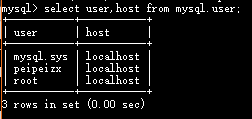 mysql> select user,host from mysql.user;
+-----------+-----------+
| user      | host      |
+-----------+-----------+
| mysql.sys | localhost |
| peipeizx  | localhost |
| root      | localhost |
+-----------+-----------+
3 rows in set (0.00 sec)